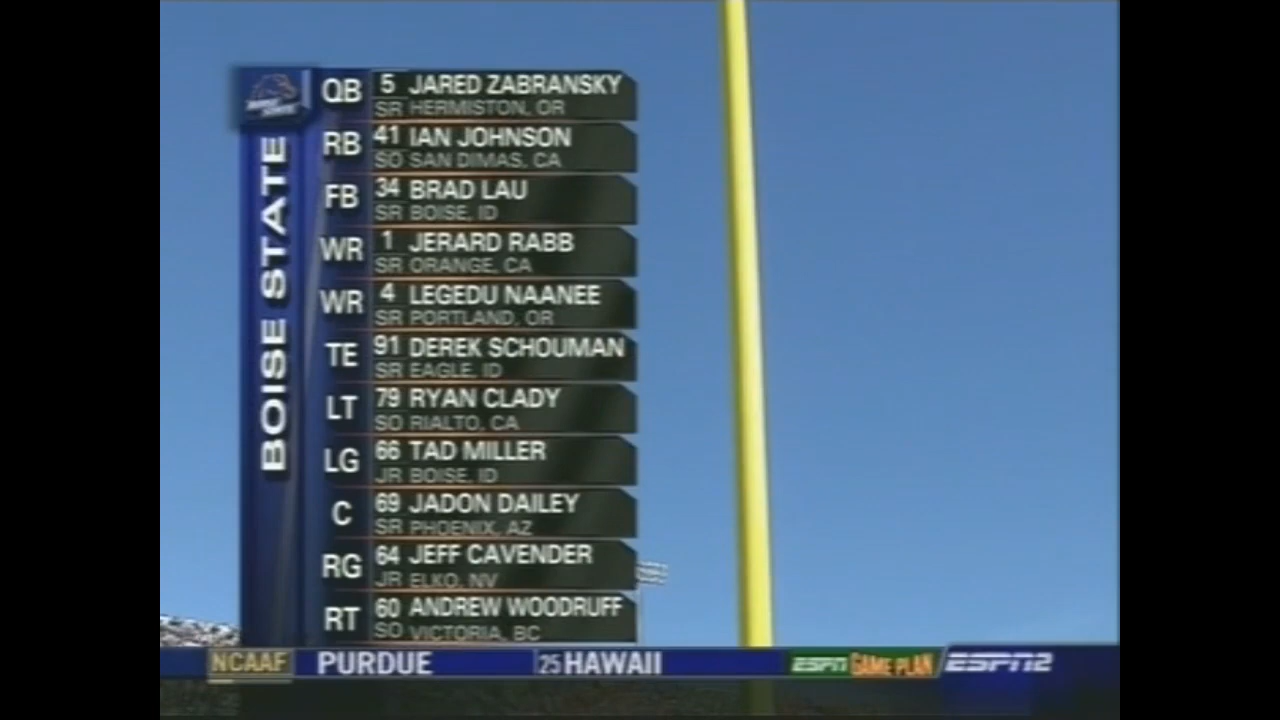 BOISE STATE
QB 5 JARED ZABRANSKY
SR HERMISTON, OR
RB 41 IAN JOHNSON
SO SAN DIMAS, CA
FB 34 BRAD LAU
SR BOISE, ID
WR 1 JERARD RABB
SR ORANGE, CA
WR 4 LEGEDU NAANEE
SR PORTLAND, OR
TE 91 DEREK SCHOUMAN
SR EAGLE, ID
LT 79 RYAN CLADY
SO RIALTO, CA
LG 66 TAD MILLER
JR BOISE, ID
C 69 JADON DAILEY
SR PHOENIX, AZ
RG 64 JEFF CAVENDER
JR ELKO, NV
RT 60 ANDREW WOODRUFF
SO VICTORIA, BC
NCAAF PURDUE 25 HAWAII ESPN GAME PLAN ESPN2